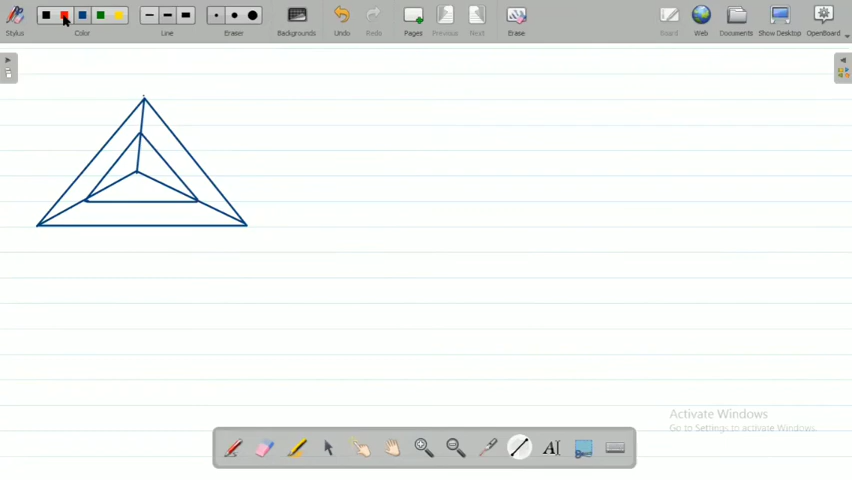 Stylus
Color
Line
Eraser
Backgrounds
Undo
Redo
Pages
Previous
Next
Erase
Board
Web
Documents
Show Desktop
OpenBoard
Activate Windows
Go to Settings to activate Windows.
A